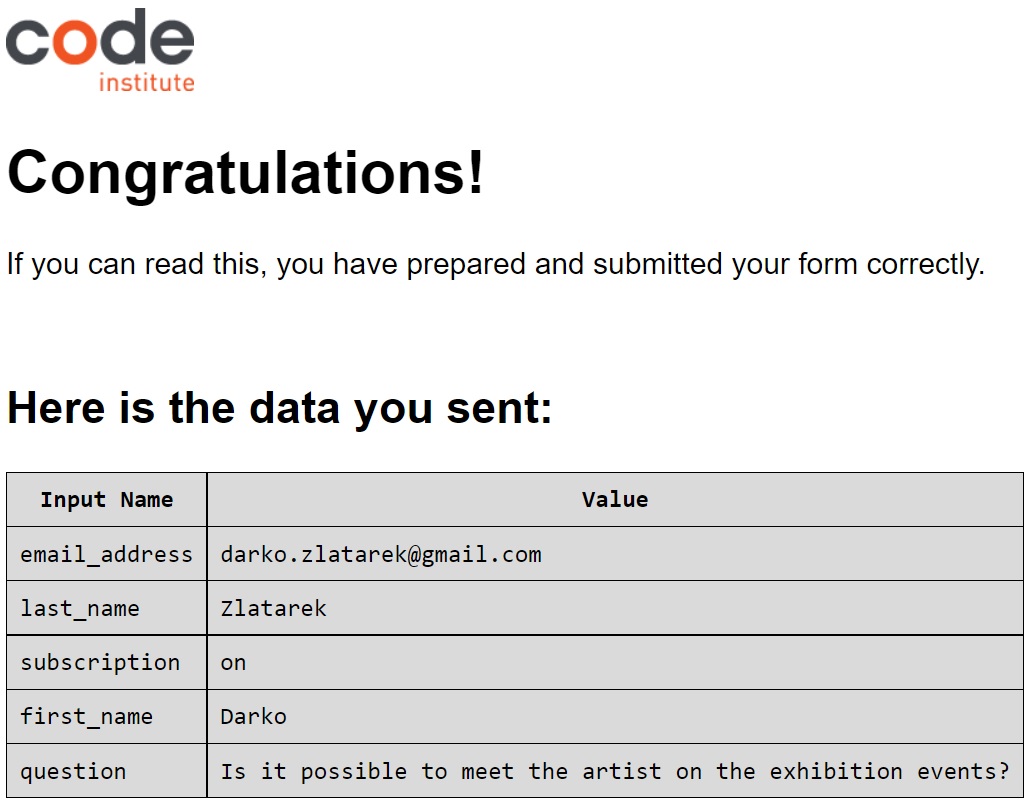 code
institute
Congratulations!
If you can read this, you have prepared and submitted your form correctly.
Here is the data you sent:
Input Name Value
email_address darko.zlatarek@gmail.com
last_name Zlatarek
subscription on
first_name Darko
question Is it possible to meet the artist on the exhibition events?